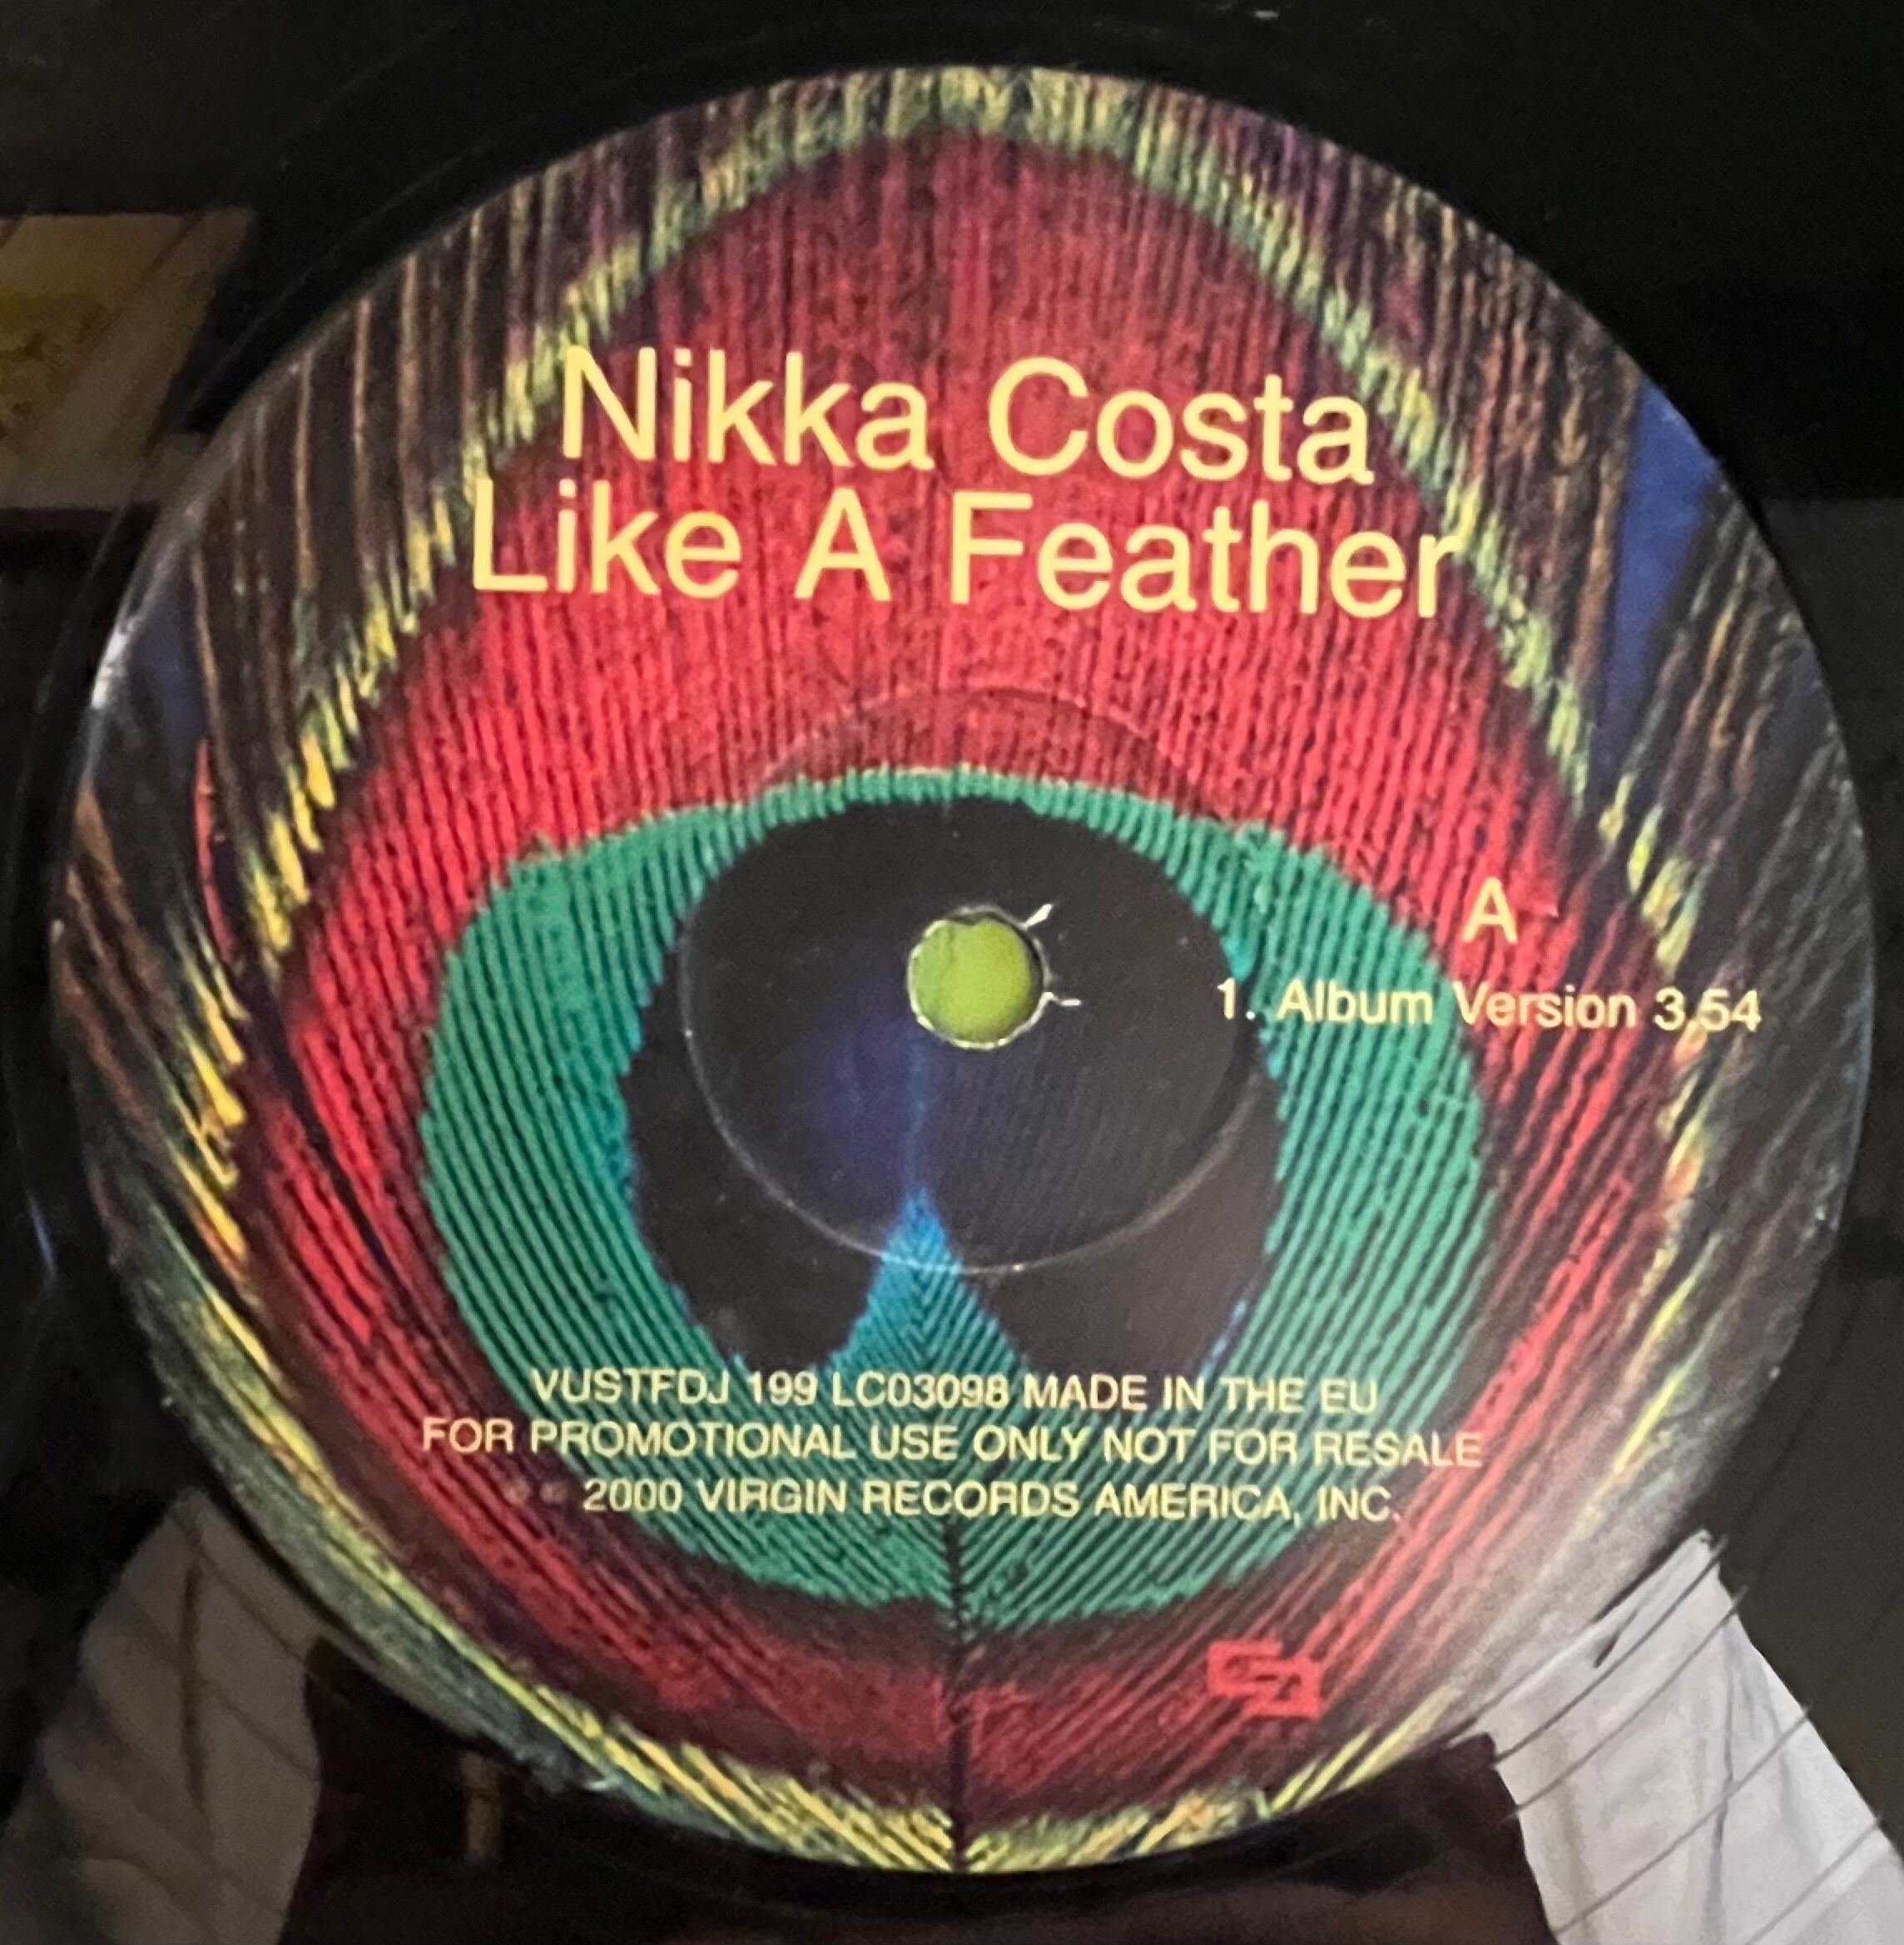 Nikka Costa
Like A Feather
A
1. Album Version 3.54
VUSTFDJ 199 LC03098 MADE IN THE EU
FOR PROMOTIONAL USE ONLY NOT FOR RESALE
2000 VIRGIN RECORDS AMERICA, INC.